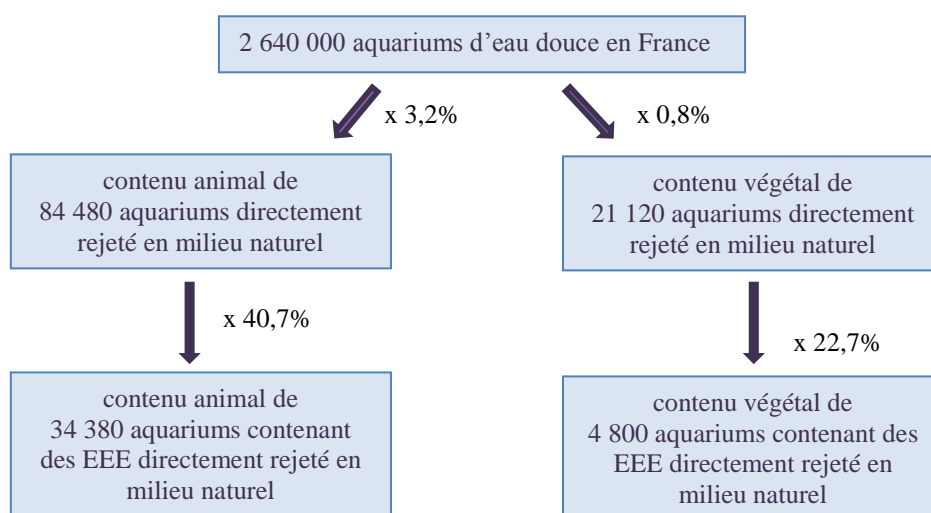 2 640 000 aquariums d’eau douce en France
x 3,2%
x 0,8%
contenu animal de
84 480 aquariums directement
rejeté en milieu naturel
contenu végétal de
21 120 aquariums directement
rejeté en milieu naturel
x 40,7%
x 22,7%
contenu animal de
34 380 aquariums contenant
des EEE directement rejeté en
milieu naturel
contenu végétal de
4 800 aquariums contenant des
EEE directement rejeté en
milieu naturel